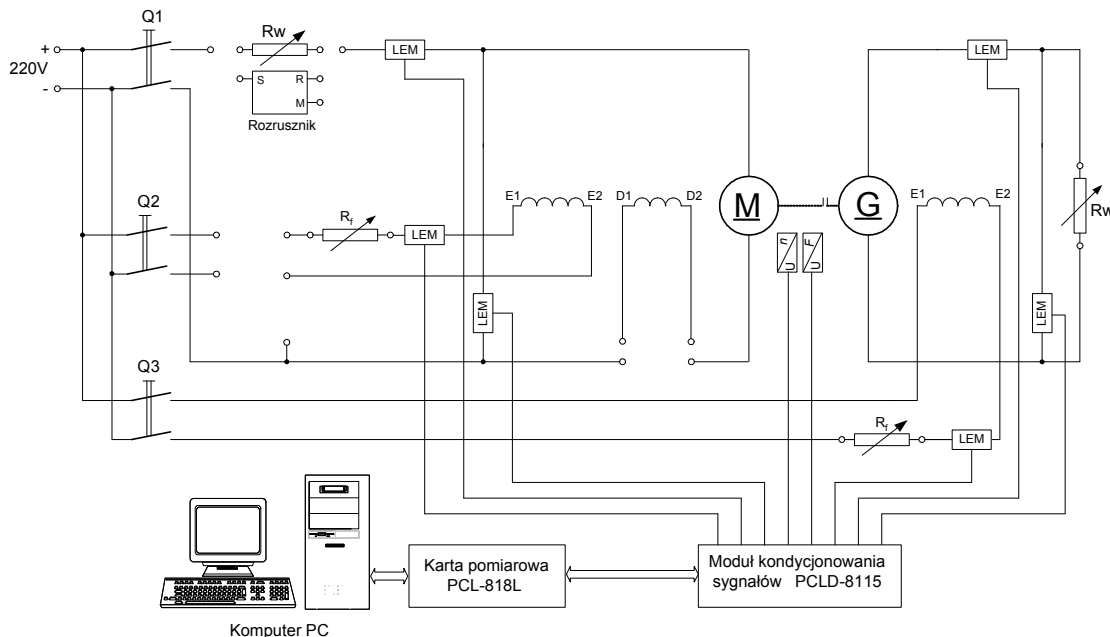 Q1
+
220V
-
Rw
S R
M
Rozrusznik
LEM
LEM
Q2
Rf
LEM
E1 E2
D1 D2
M
G
E1 E2
Rw
U n
U F
LEM
LEM
Q3
Rf
LEM
Karta pomiarowa
PCL-818L
Moduł kondycjonowania
sygnałów PCLD-8115
Komputer PC